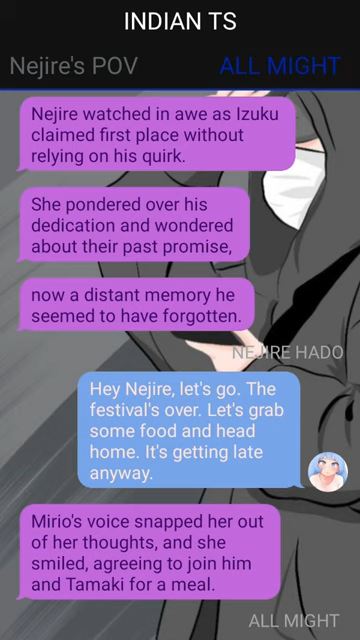 INDIAN TS
Nejire's POV
ALL MIGHT
Nejire watched in awe as Izuku
claimed first place without
relying on his quirk.
She pondered over his
dedication and wondered
about their past promise,
now a distant memory he
seemed to have forgotten.
NEJIRE HADO
Hey Nejire, let's go. The
festival's over. Let's grab
some food and head
home. It's getting late
anyway.
Mirio's voice snapped her out
of her thoughts, and she
smiled, agreeing to join him
and Tamaki for a meal.
ALL MIGHT